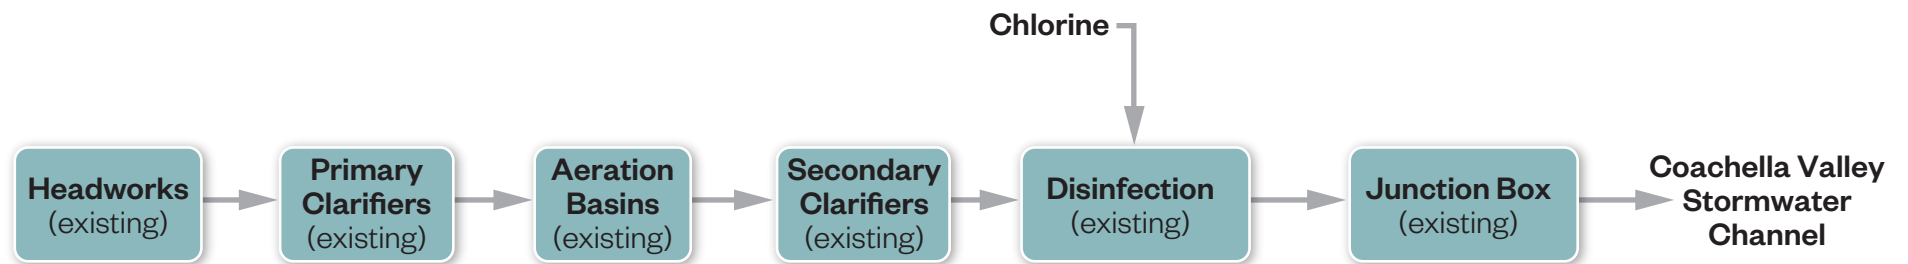 Chlorine
Headworks
(existing)
Primary
Clarifiers
(existing)
Aeration
Basins
(existing)
Secondary
Clarifiers
(existing)
Disinfection
(existing)
Junction Box
(existing)
Coachella Valley
Stormwater
Channel